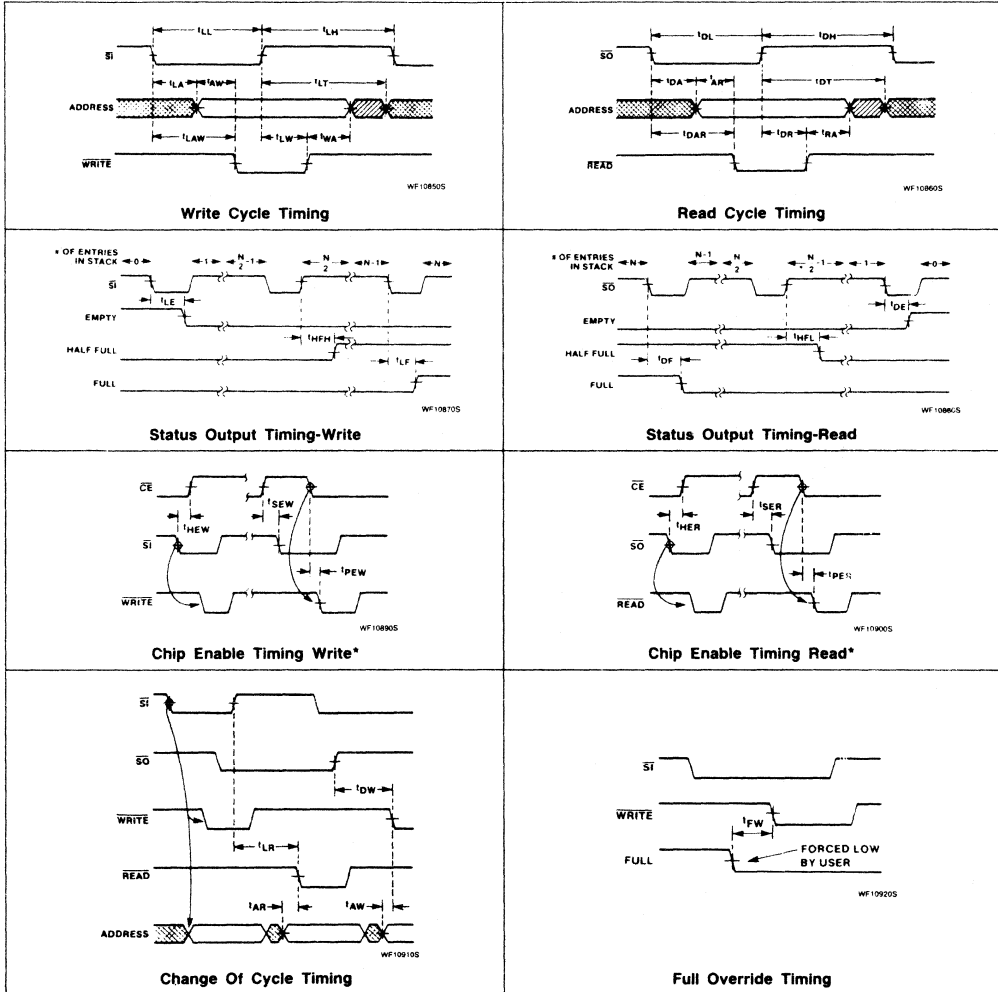 tLL tLH
SI
tLA tAW tLT
ADDRESS
tLAW tLW tWA
WRITE
WF10850S
Write Cycle Timing
tDL tDH
SO
tDA tAR tDT
ADDRESS
tDAR tDR tRA
READ
WF10860S
Read Cycle Timing
# OF ENTRIES IN STACK 0 1 N/2 -1 N/2 N-1 N
SI
tLE
EMPTY
tHFH
HALF FULL
tLF
FULL
WF10870S
Status Output Timing-Write
# OF ENTRIES IN STACK N N-1 N/2 N/2 -1 1 0
SO
tDE
EMPTY
tHFL
HALF FULL
tDF
FULL
WF10880S
Status Output Timing-Read
CE
tSEW
tHEW
SI
tPEW
WRITE
WF10890S
Chip Enable Timing Write*
CE
tSER
tHER
SO
tPER
READ
WF10900S
Chip Enable Timing Read*
SI
SO
tDW
WRITE
tLR
READ
tAR tAW
ADDRESS
WF10910S
Change Of Cycle Timing
SI
WRITE
tFW
FULL
FORCED LOW
BY USER
WF10920S
Full Override Timing